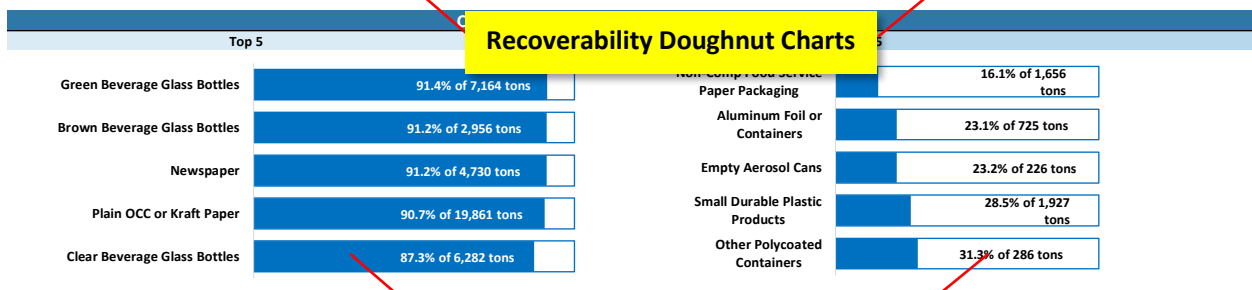 Top 5
Recoverability Doughnut Charts
Green Beverage Glass Bottles
91.4% of 7,164 tons
Brown Beverage Glass Bottles
91.2% of 2,956 tons
Newspaper
91.2% of 4,730 tons
Plain OCC or Kraft Paper
90.7% of 19,861 tons
Clear Beverage Glass Bottles
87.3% of 6,282 tons
Non-Comp Food Service
Paper Packaging
16.1% of 1,656
tons
Aluminum Foil or
Containers
23.1% of 725 tons
Empty Aerosol Cans
23.2% of 226 tons
Small Durable Plastic
Products
28.5% of 1,927
tons
Other Polycoated
Containers
31.3% of 286 tons